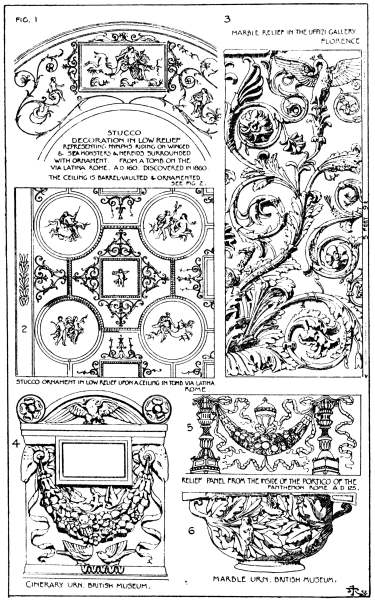 FIG. 1
3
MARBLE RELIEF IN THE UFFIZI GALLERY
FLORENCE
STUCCO
DECORATION IN LOW RELIEF
REPRESENTING NYMPHS RIDING ON WINGED
& SEA MONSTERS & NEREIDS SURROUNDED
WITH ORNAMENT. FROM A TOMB ON THE
VIA LATINA ROME. A D 160. DISCOVERED IN 1860
THE CEILING IS BARREL-VAULTED & ORNAMENTED
SEE FIG 2.
2
STUCCO ORNAMENT IN LOW RELIEF UPON A CEILING IN TOMB VIA LATINA
ROME
4
5
RELIEF PANEL FROM THE INSIDE OF THE PORTICO OF THE
PANTHENON ROME A D 125.
6
CINERARY URN. BRITISH MUSEUM.
MARBLE URN. BRITISH MUSEUM.